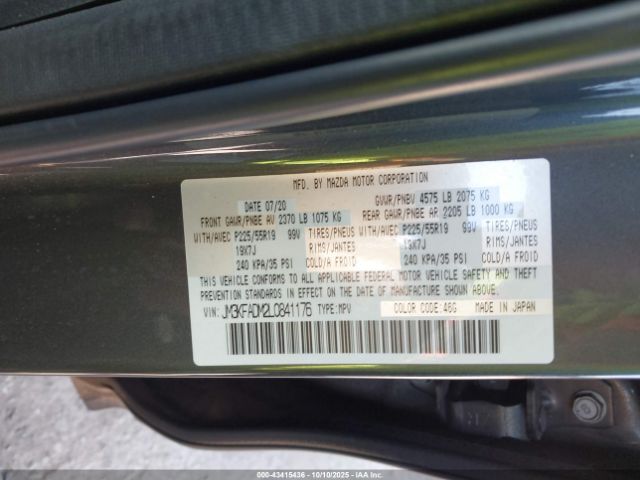 MFD. BY MAZDA MOTOR CORPORATION
DATE 07/20 GVWR/PNBV 4575 LB 2075 KG
FRONT GAWR/PNBE AV 2370 LB 1075 KG REAR GAWR/PNBE AR 2205 LB 1000 KG
WITH/AVEC P225/55R19 99V TIRES/PNEUS WITH/AVEC P225/55R19 99V TIRES/PNEUS
19X7J RIMS/JANTES 19X7J RIMS/JANTES
240 KPA/35 PSI COLD/A FROID 240 KPA/35 PSI COLD/A FROID
THIS VEHICLE CONFORMS TO ALL APPLICABLE FEDERAL MOTOR VEHICLE SAFETY AND THEFT
PREVENTION STANDARDS IN EFFECT ON THE DATE OF MANUFACTURE SHOWN ABOVE.
VIN: JM3KFADM2L0841176 TYPE: MPV COLOR CODE: 46G MADE IN JAPAN
000-43415436 - 10/10/2025 - IAAI.COM